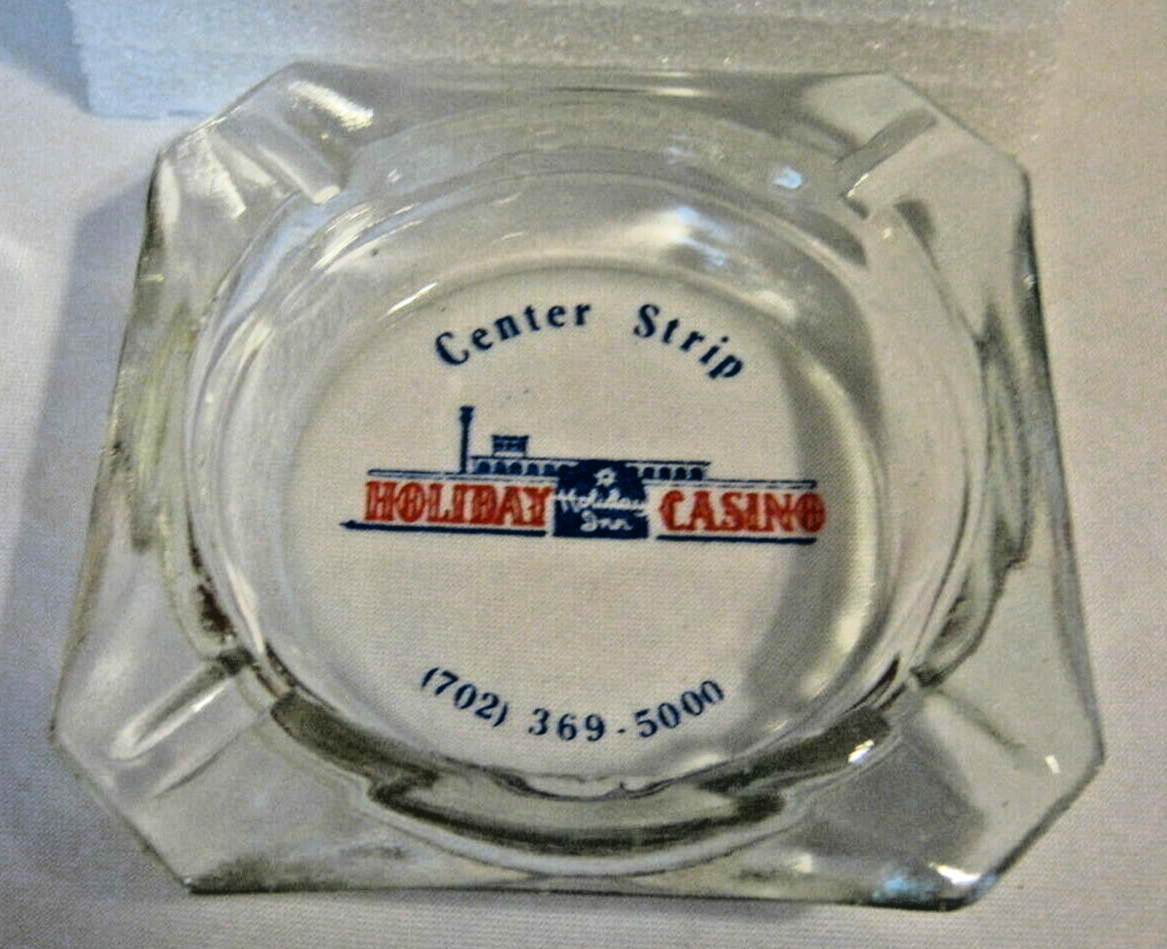 Center Strip
HOLIDAY Holiday Inn CASINO
(702) 369-5000